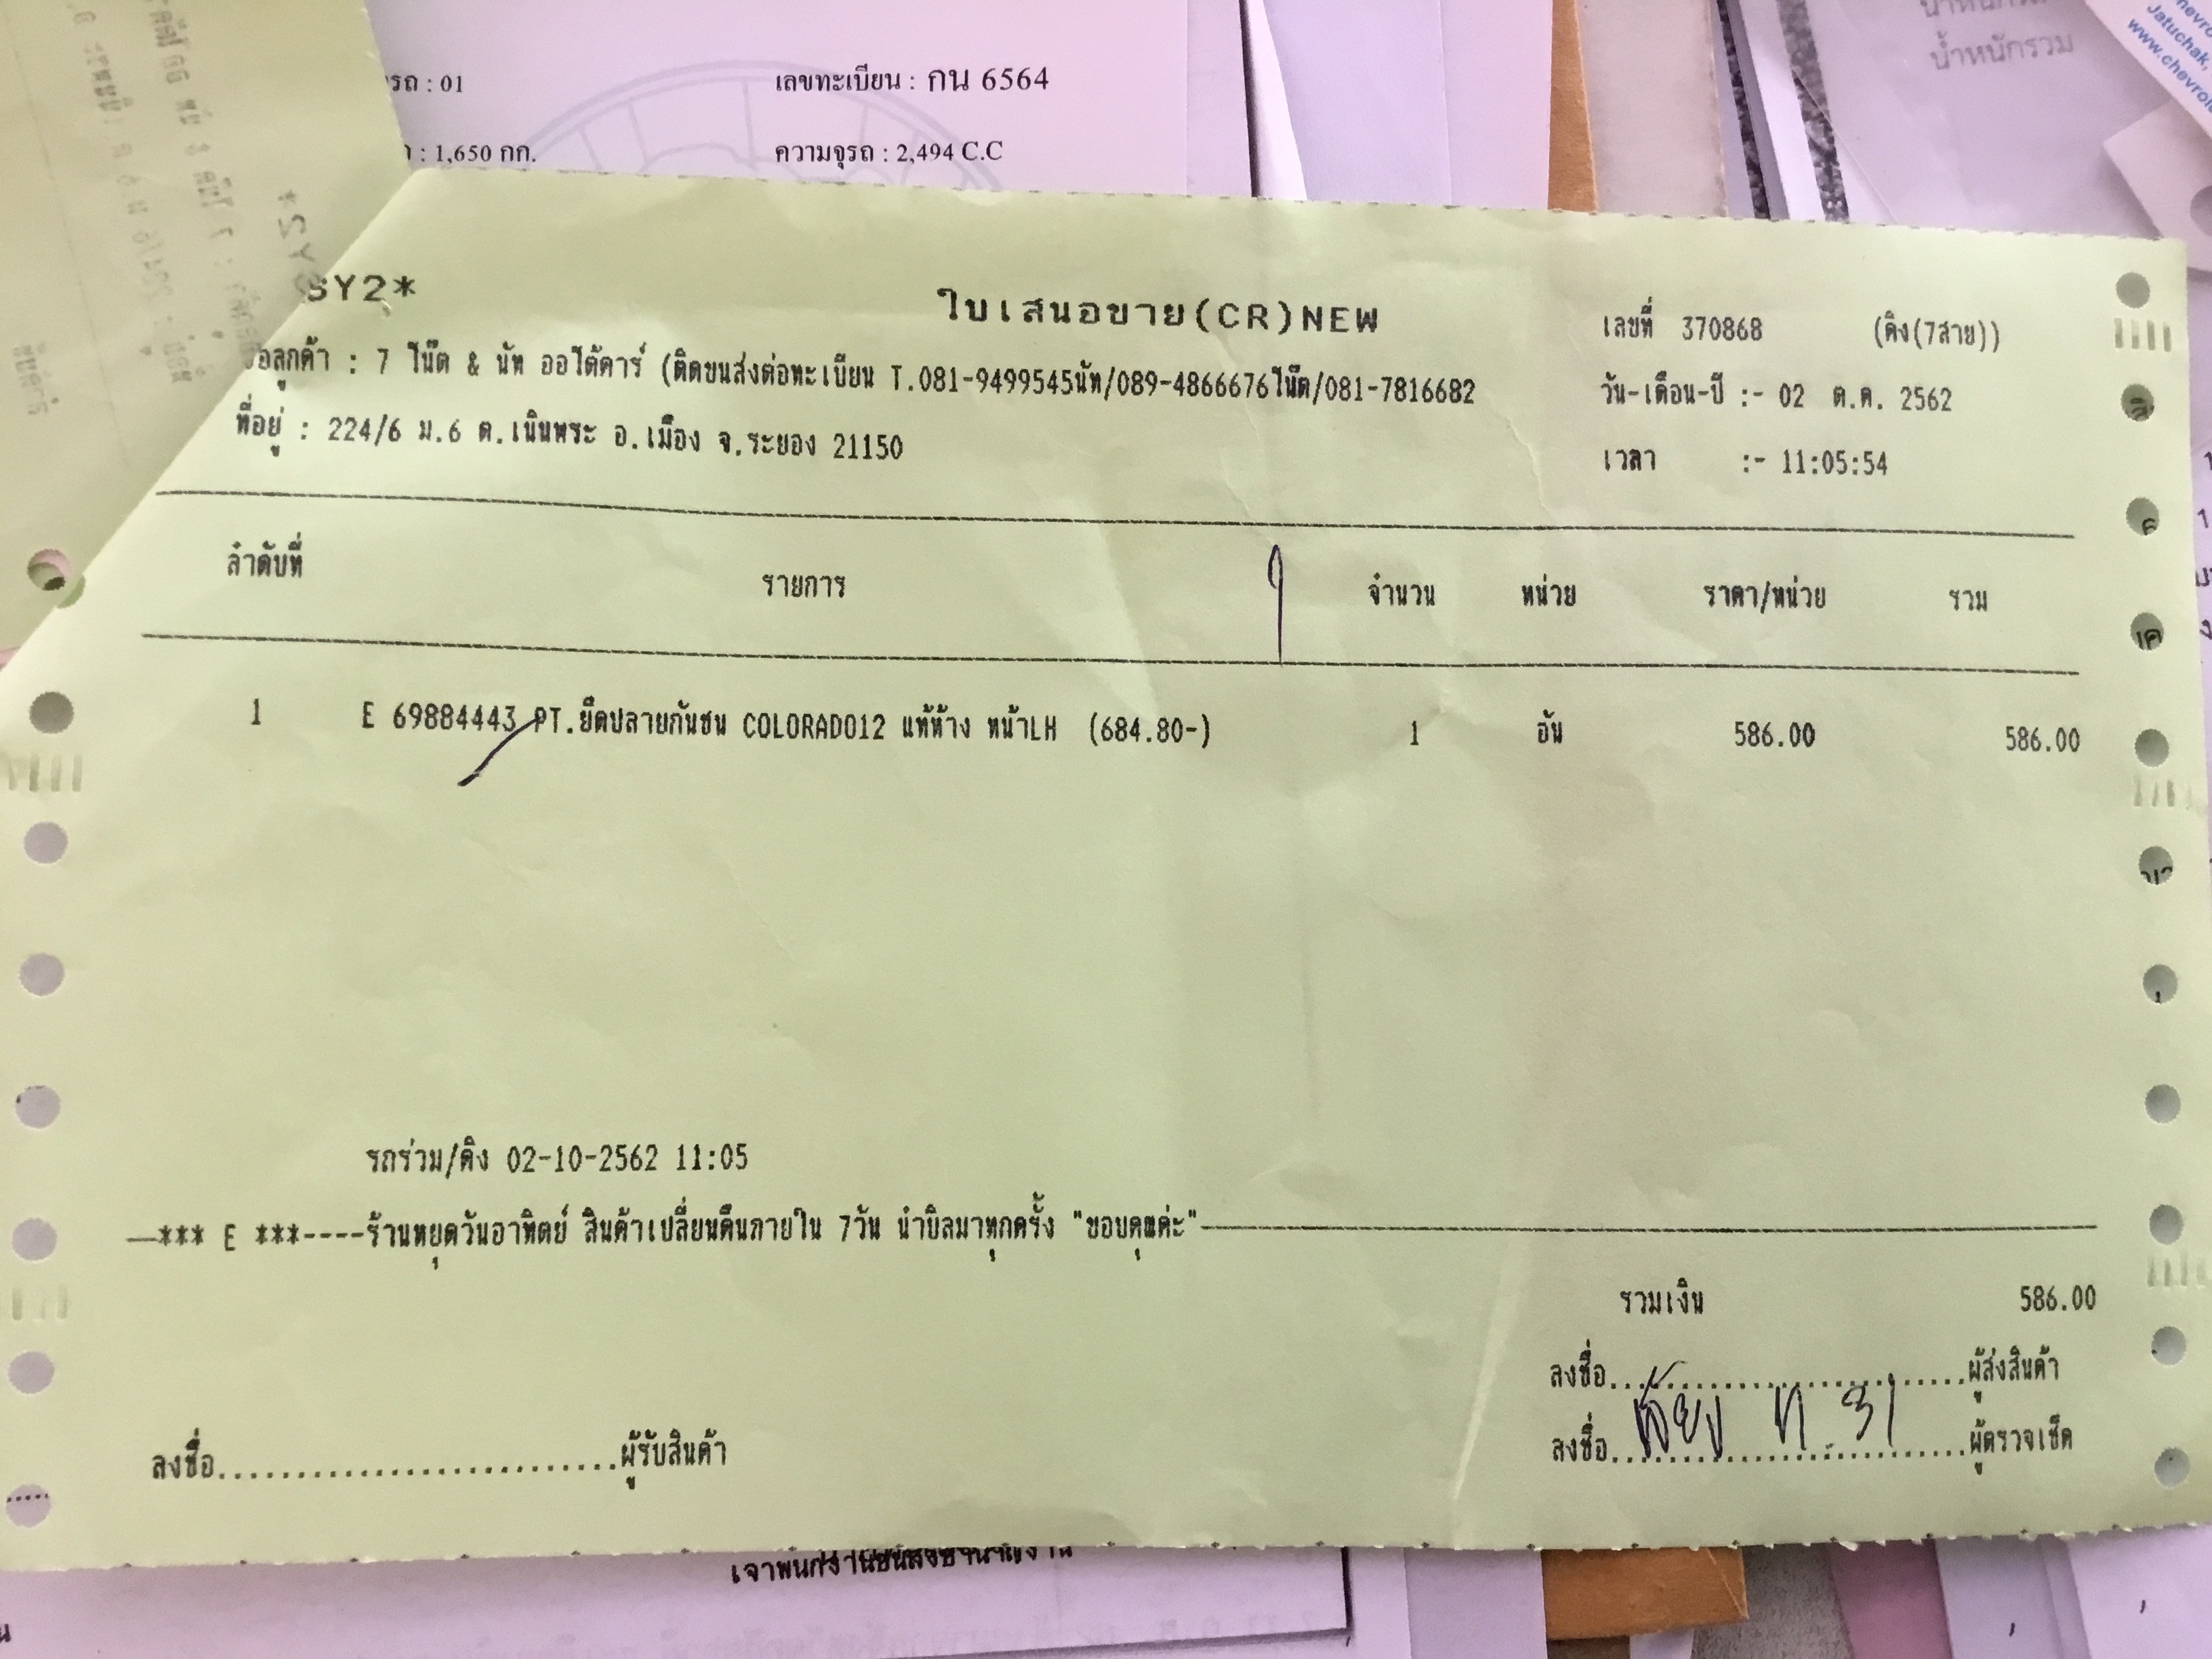 รถ : 01
เลขทะเบียน : กน 6564
: 1,650 กก.
ความจุรถ : 2,494 C.C
น้ำหนักรวม
Jatuchak,
SY2*
ใบเสนอขาย(CR)NEW
เลขที่ 370868 (ดิง(7สาย))
ชื่อลูกค้า : 7 โน๊ต & นัท ออโต้คาร์ (ติดขนส่งต่อทะเบียน T.081-9499545นัท/089-4866676โน๊ต/081-7816682
วัน-เดือน-ปี :- 02 ต.ค. 2562
ที่อยู่ : 224/6 ม.6 ต.เนินพระ อ.เมือง จ.ระยอง 21150
เวลา :- 11:05:54
ลำดับที่ รายการ จำนวน หน่วย ราคา/หน่วย รวม
1 E 69884443 PT.ยึดปลายกันชน COLORADO12 แท้ห้าง หน้าLH (684.80-) 1 อัน 586.00 586.00
รถร่วม/ดิง 02-10-2562 11:05
*** E ***----ร้านหยุดวันอาทิตย์ สินค้าเปลี่ยนคืนภายใน 7วัน นำบิลมาทุกครั้ง "ขอบคุณค่ะ"
รวมเงิน 586.00
ลงชื่อ..........................ผู้ส่งสินค้า
ลงชื่อ..........................ผู้ตรวจเช็ค
ลงชื่อ..........................ผู้รับสินค้า